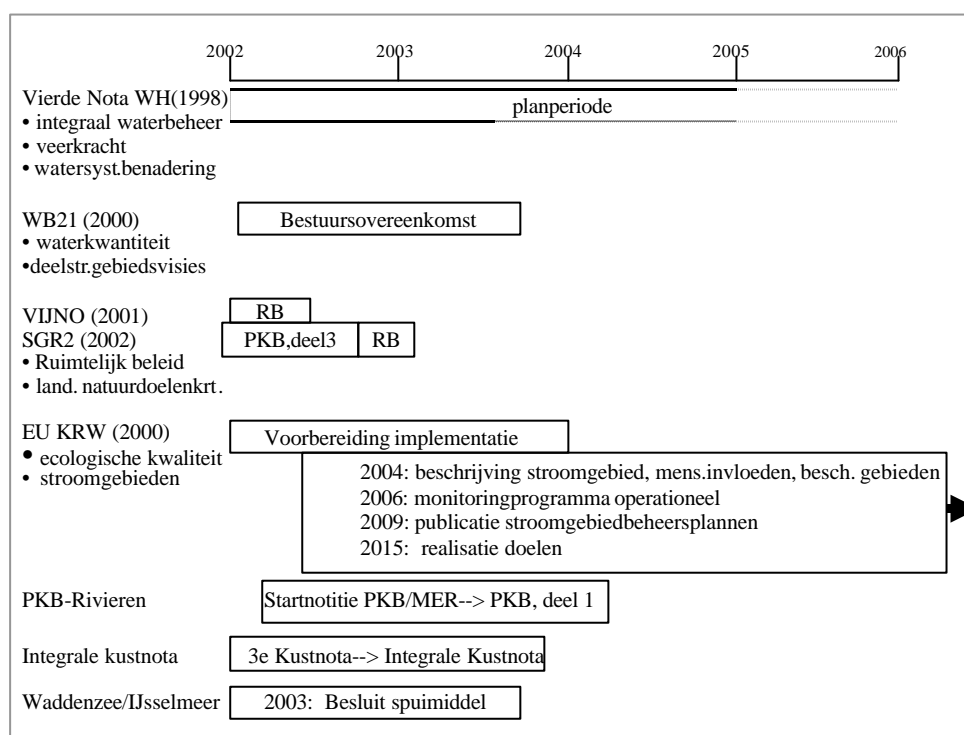 2002 2003 2004 2005 2006
Vierde Nota WH(1998)
planperiode
• integraal waterbeheer
• veerkracht
• watersyst.benadering
WB21 (2000)
Bestuursovereenkomst
• waterkwantiteit
•deelstr.gebiedsvisies
VIJNO (2001)
RB
SGR2 (2002)
PKB,deel3
RB
• Ruimtelijk beleid
• land. natuurdoelenkrt.
EU KRW (2000)
Voorbereiding implementatie
• ecologische kwaliteit
• stroomgebieden
2004: beschrijving stroomgebied, mens.invloeden, besch. gebieden
2006: monitoringprogramma operationeel
2009: publicatie stroomgebiedbeheersplannen
2015: realisatie doelen
PKB-Rivieren
Startnotitie PKB/MER--> PKB, deel 1
Integrale kustnota
3e Kustnota--> Integrale Kustnota
Waddenzee/IJsselmeer
2003: Besluit spuimiddel